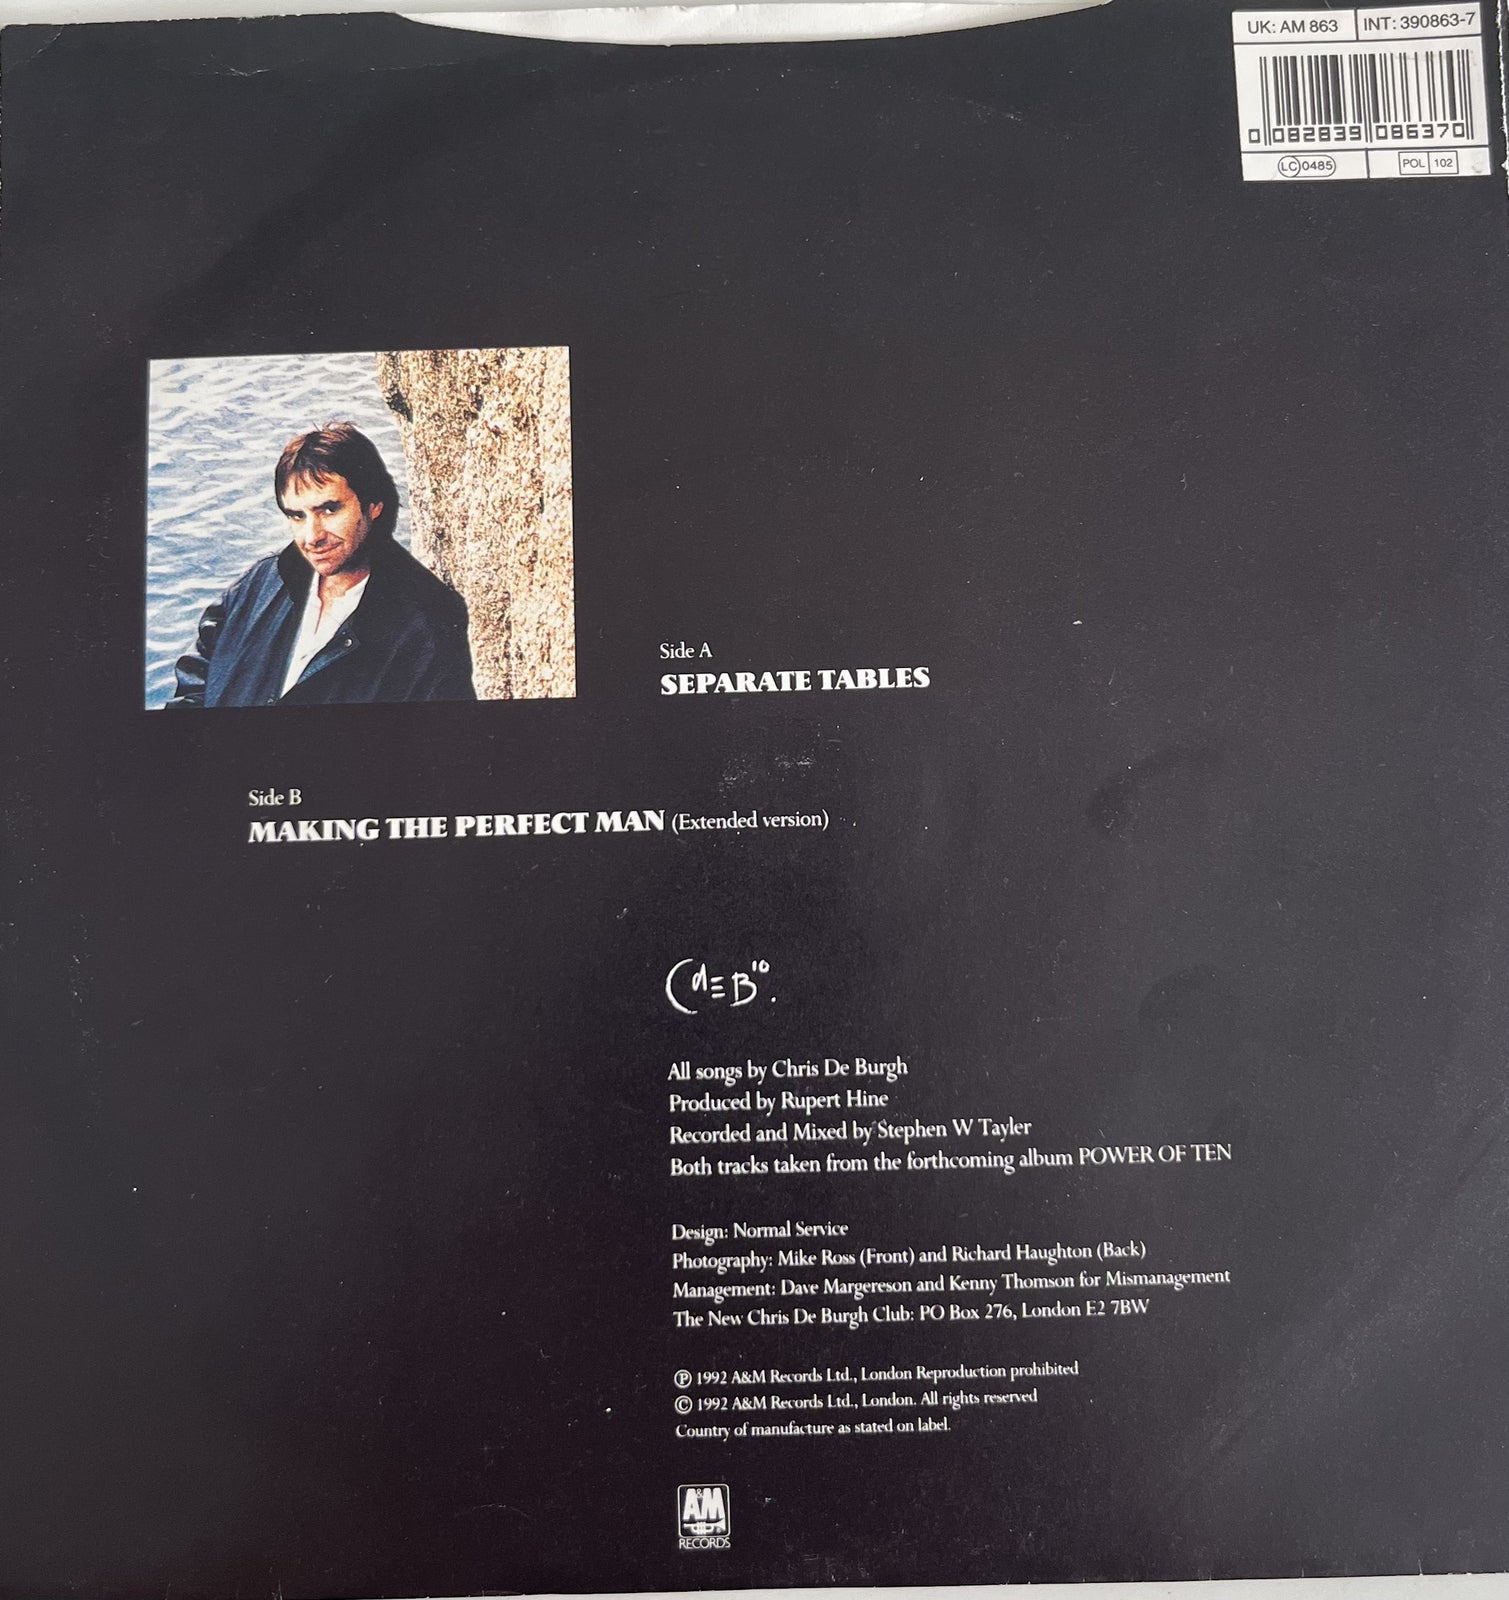 UK: AM 863 INT: 390863-7
0 082839 086370
LC 0485 POL 102
Side A
SEPARATE TABLES
Side B
MAKING THE PERFECT MAN (Extended version)
CdeB'10.
All songs by Chris De Burgh
Produced by Rupert Hine
Recorded and Mixed by Stephen W Tayler
Both tracks taken from the forthcoming album POWER OF TEN
Design: Normal Service
Photography: Mike Ross (Front) and Richard Haughton (Back)
Management: Dave Margereson and Kenny Thomson for Mismanagement
The New Chris De Burgh Club: PO Box 276, London E2 7BW
℗ 1992 A&M Records Ltd., London Reproduction prohibited
© 1992 A&M Records Ltd., London. All rights reserved
Country of manufacture as stated on label.
A&M
RECORDS